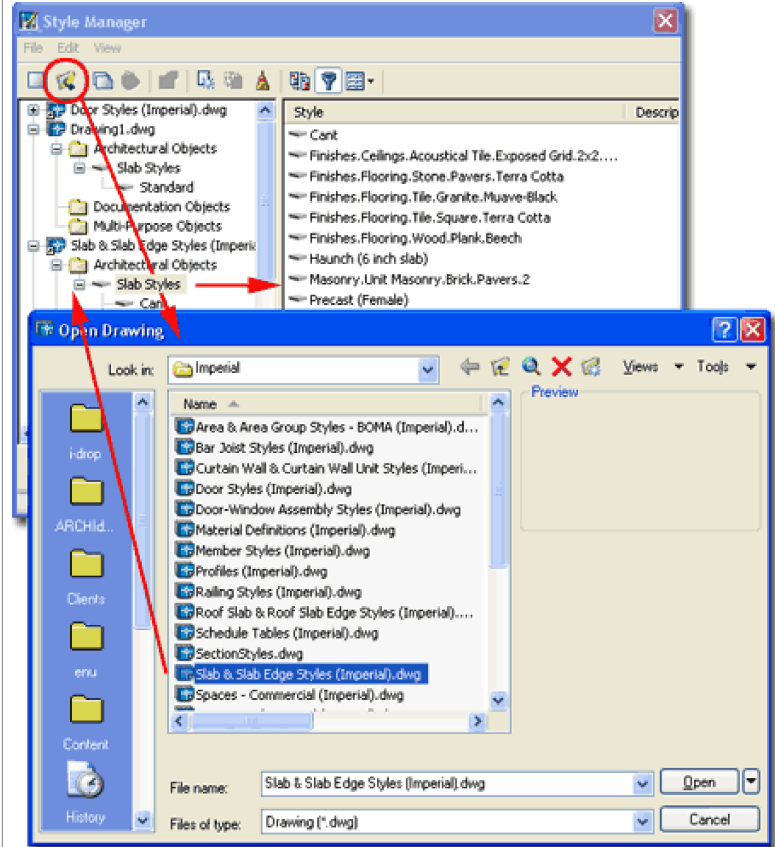 Style Manager
File Edit View
Door Styles (Imperial).dwg
Drawing1.dwg
Architectural Objects
Slab Styles
Standard
Documentation Objects
Multi-Purpose Objects
Slab & Slab Edge Styles (Imperia
Architectural Objects
Slab Styles
Cant
Style Descrip
Cant
Finishes.Ceilings.Acoustical Tile.Exposed Grid.2x2....
Finishes.Flooring.Stone.Pavers.Terra Cotta
Finishes.Flooring.Tile.Granite.Muave-Black
Finishes.Flooring.Tile.Square.Terra Cotta
Finishes.Flooring.Wood.Plank.Beech
Haunch (6 inch slab)
Masonry.Unit Masonry.Brick.Pavers.2
Precast (Female)
Open Drawing
Look in: Imperial Views Tools
i-drop
ARCHId...
Clients
enu
Content
History
Name
Area & Area Group Styles - BOMA (Imperial).d...
Bar Joist Styles (Imperial).dwg
Curtain Wall & Curtain Wall Unit Styles (Imperi...
Door Styles (Imperial).dwg
Door-Window Assembly Styles (Imperial).dwg
Material Definitions (Imperial).dwg
Member Styles (Imperial).dwg
Profiles (Imperial).dwg
Railing Styles (Imperial).dwg
Roof Slab & Roof Slab Edge Styles (Imperial)....
Schedule Tables (Imperial).dwg
SectionStyles.dwg
Slab & Slab Edge Styles (Imperial).dwg
Spaces - Commercial (Imperial).dwg
Preview
File name: Slab & Slab Edge Styles (Imperial).dwg Open
Files of type: Drawing (*.dwg) Cancel